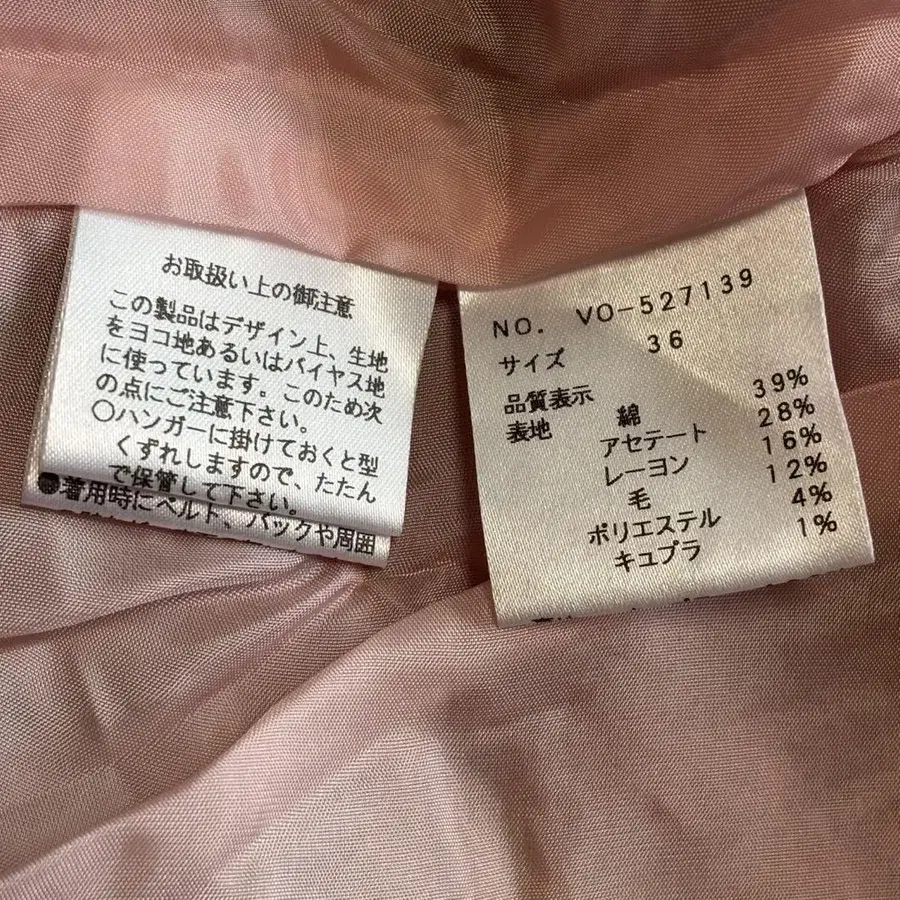 お取扱い上の御注意
この製品はデザイン上、生地
をヨコ地あるいはバイヤス地
に使っています。このため次
の点にご注意下さい。
○ハンガーに掛けておくと型
くずれしますので、たたん
で保管して下さい。
●着用時にベルト、バックや周囲
NO. VO-527139
サイズ 36
品質表示
表地 綿 39%
アセテート 28%
レーヨン 16%
毛 12%
ポリエステル 4%
キュプラ 1%